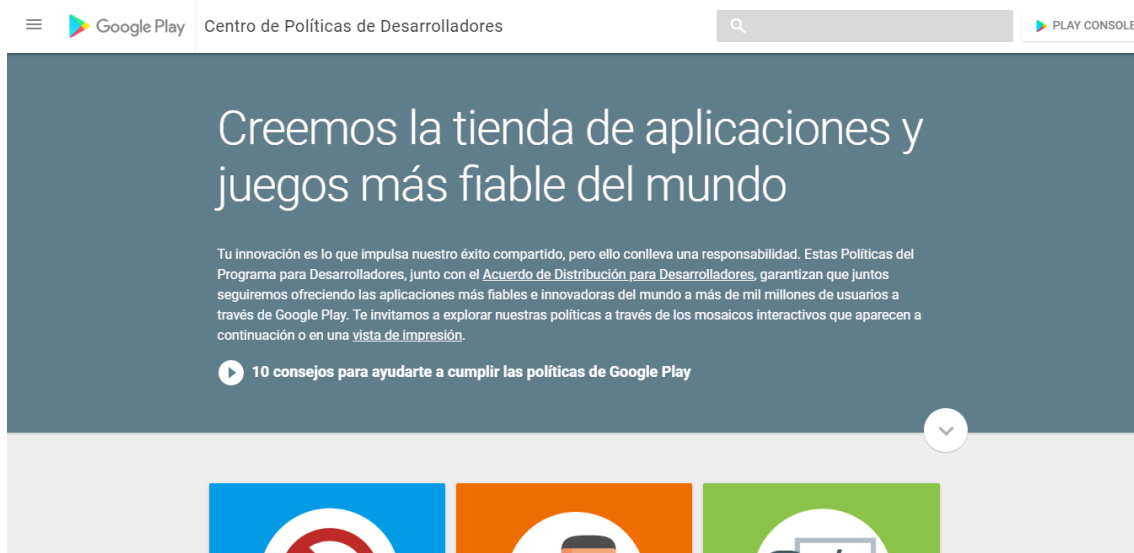 Google Play
Centro de Políticas de Desarrolladores
PLAY CONSOLE
Creemos la tienda de aplicaciones y
juegos más fiable del mundo
Tu innovación es lo que impulsa nuestro éxito compartido, pero ello conlleva una responsabilidad. Estas Políticas del
Programa para Desarrolladores, junto con el Acuerdo de Distribución para Desarrolladores, garantizan que juntos
seguiremos ofreciendo las aplicaciones más fiables e innovadoras del mundo a más de mil millones de usuarios a
través de Google Play. Te invitamos a explorar nuestras políticas a través de los mosaicos interactivos que aparecen a
continuación o en una vista de impresión.
10 consejos para ayudarte a cumplir las políticas de Google Play